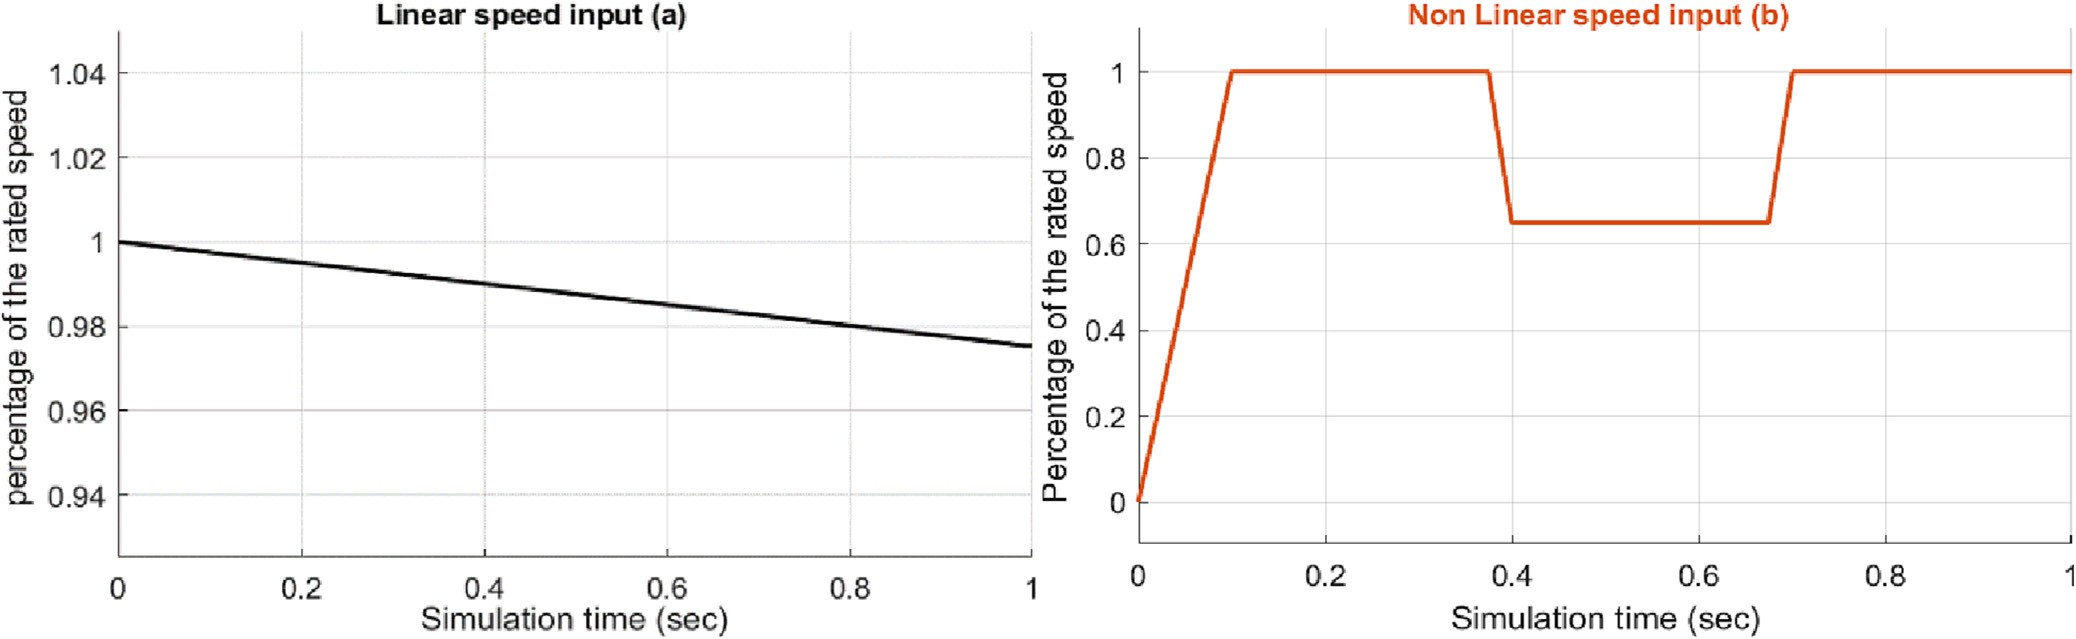 Linear speed input (a)
percentage of the rated speed
1.04
1.02
1
0.98
0.96
0.94
0 0.2 0.4 0.6 0.8 1
Simulation time (sec)
Non Linear speed input (b)
Percentage of the rated speed
1
0.8
0.6
0.4
0.2
0
0 0.2 0.4 0.6 0.8 1
Simulation time (sec)